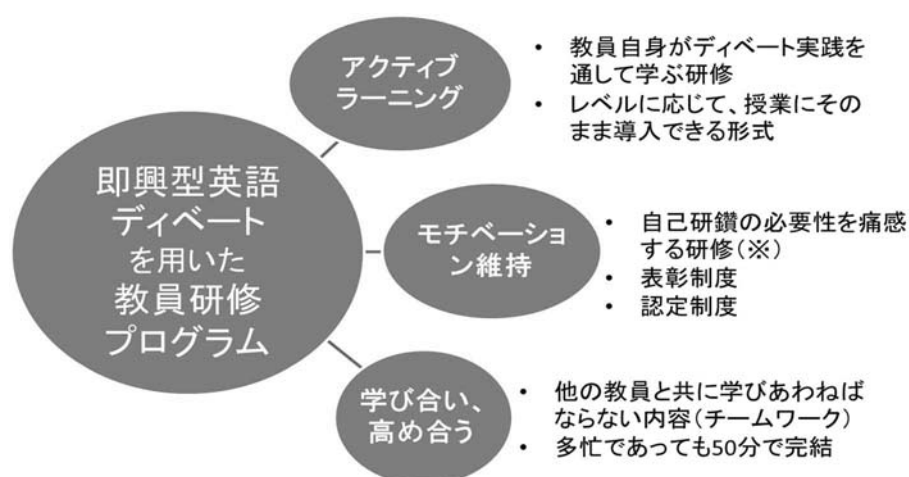 即興型英語
ディベート
を用いた
教員研修
プログラム
アクティブ
ラーニング
• 教員自身がディベート実践を
通して学ぶ研修
• レベルに応じて、授業にその
まま導入できる形式
モチベーショ
ン維持
• 自己研鑽の必要性を痛感
する研修(※)
• 表彰制度
• 認定制度
学び合い、
高め合う
• 他の教員と共に学びあわねば
ならない内容(チームワーク)
• 多忙であっても50分で完結